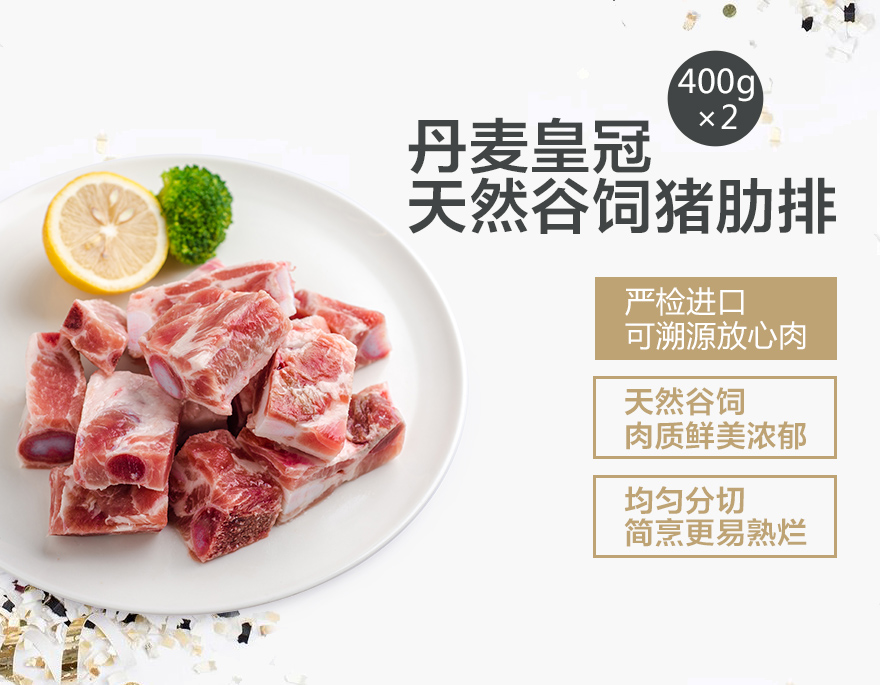 400g
×2
丹麦皇冠
天然谷饲猪肋排
严检进口
可溯源放心肉
天然谷饲
肉质鲜美浓郁
均匀分切
简烹更易熟烂